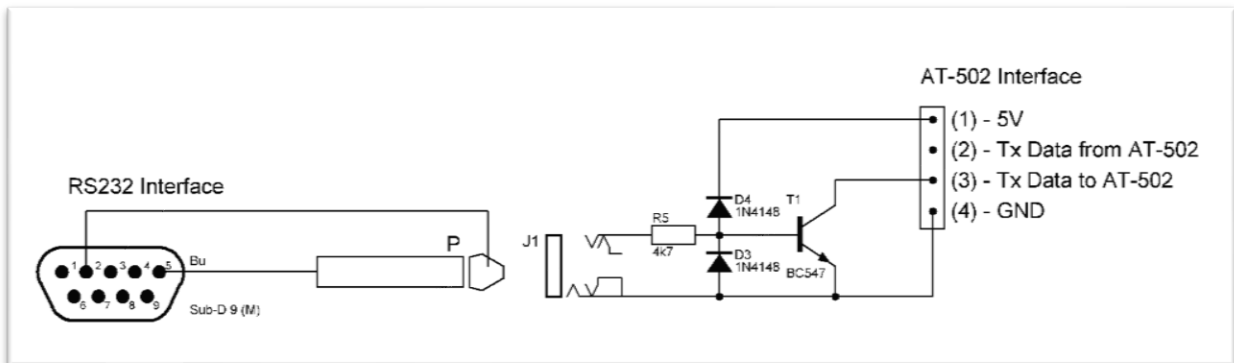 AT-502 Interface
(1) - 5V
(2) - Tx Data from AT-502
(3) - Tx Data to AT-502
(4) - GND
RS232 Interface
D4
1N4148
T1
P
J1
R5
4k7
D3
1N4148
BC547
1 2 3 4 5
Bu
6 7 8 9
Sub-D 9 (M)